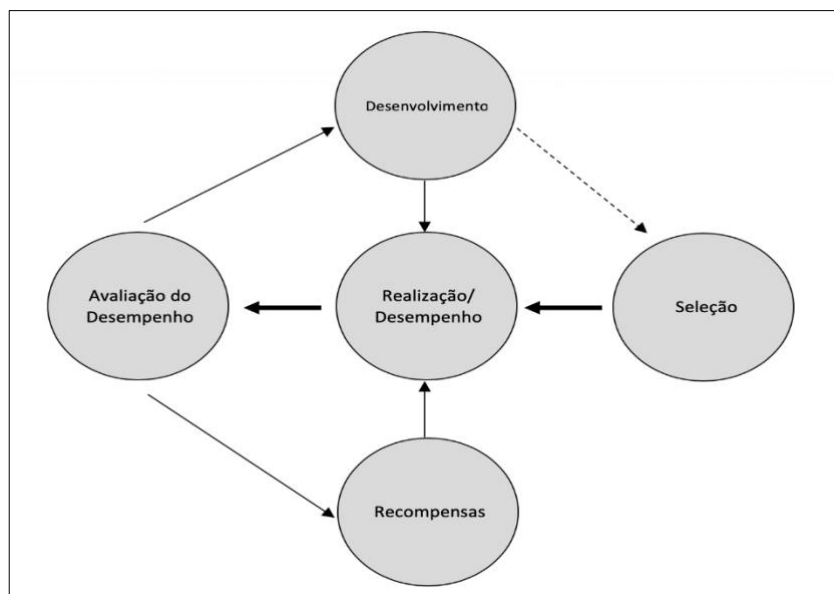 Desenvolvimento
Avaliação do
Desempenho
Realização/
Desempenho
Seleção
Recompensas